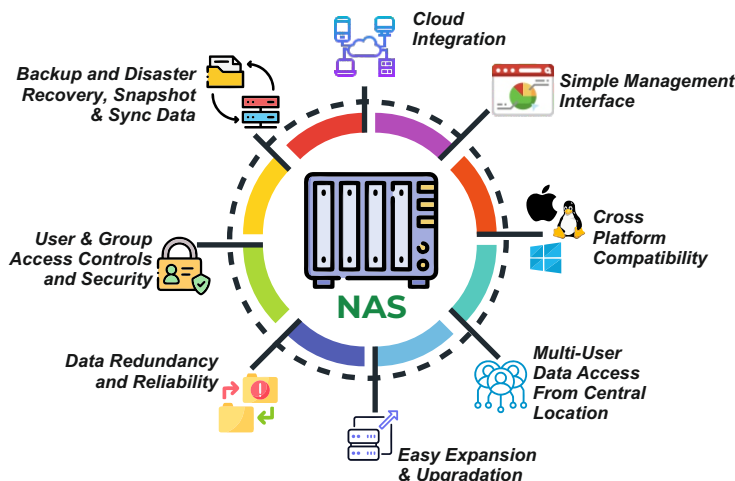 Cloud
Integration
Simple Management
Interface
Cross
Platform
Compatibility
Multi-User
Data Access
From Central
Location
Easy Expansion
& Upgradation
Data Redundancy
and Reliability
User & Group
Access Controls
and Security
Backup and Disaster
Recovery, Snapshot
& Sync Data
NAS